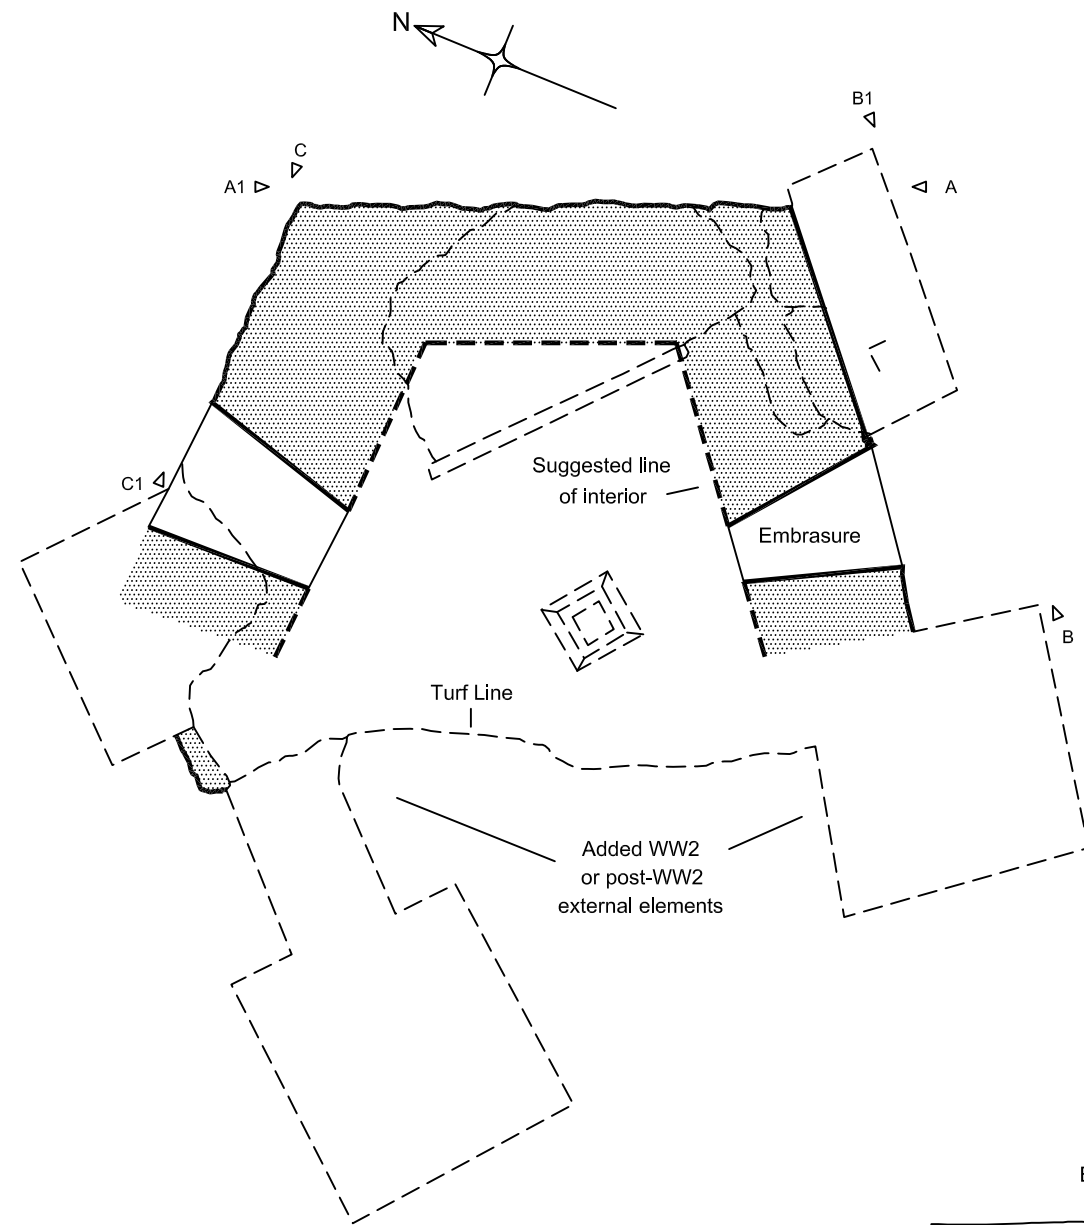 N
B1
C
A1
A
Suggested line
of interior
C1
Embrasure
B
Turf Line
Added WW2
or post-WW2
external elements